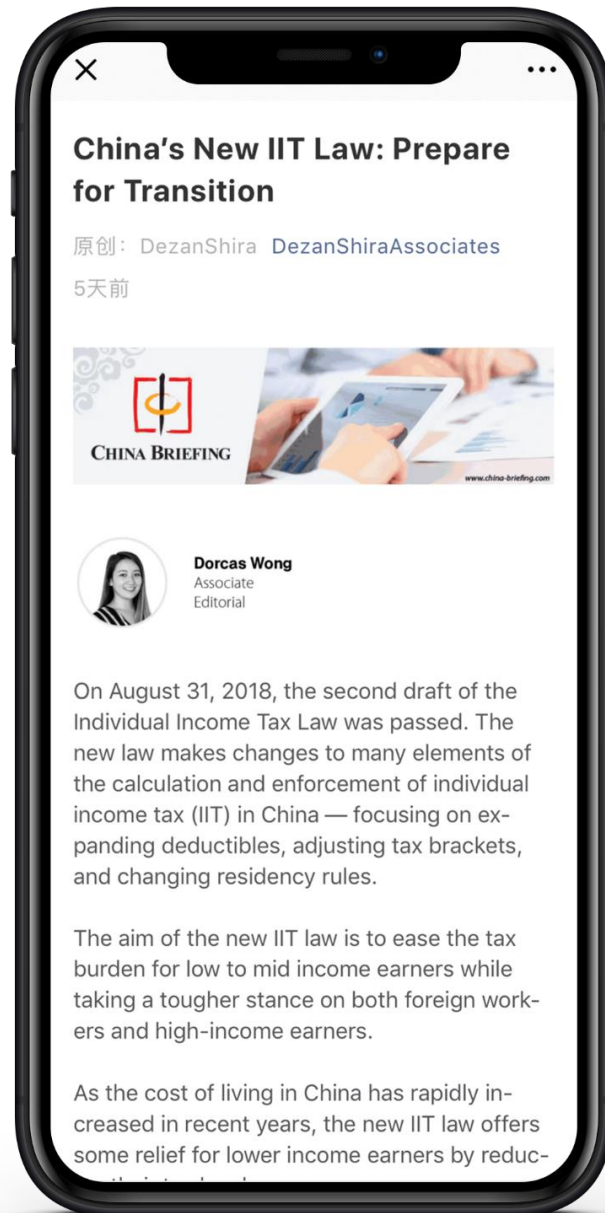 China's New IIT Law: Prepare
for Transition
原创: DezanShira DezanShiraAssociates
5天前
CHINA BRIEFING
www.china-briefing.com
Dorcas Wong
Associate
Editorial
On August 31, 2018, the second draft of the
Individual Income Tax Law was passed. The
new law makes changes to many elements of
the calculation and enforcement of individual
income tax (IIT) in China — focusing on ex-
panding deductibles, adjusting tax brackets,
and changing residency rules.
The aim of the new IIT law is to ease the tax
burden for low to mid income earners while
taking a tougher stance on both foreign work-
ers and high-income earners.
As the cost of living in China has rapidly in-
creased in recent years, the new IIT law offers
some relief for lower income earners by reduc-